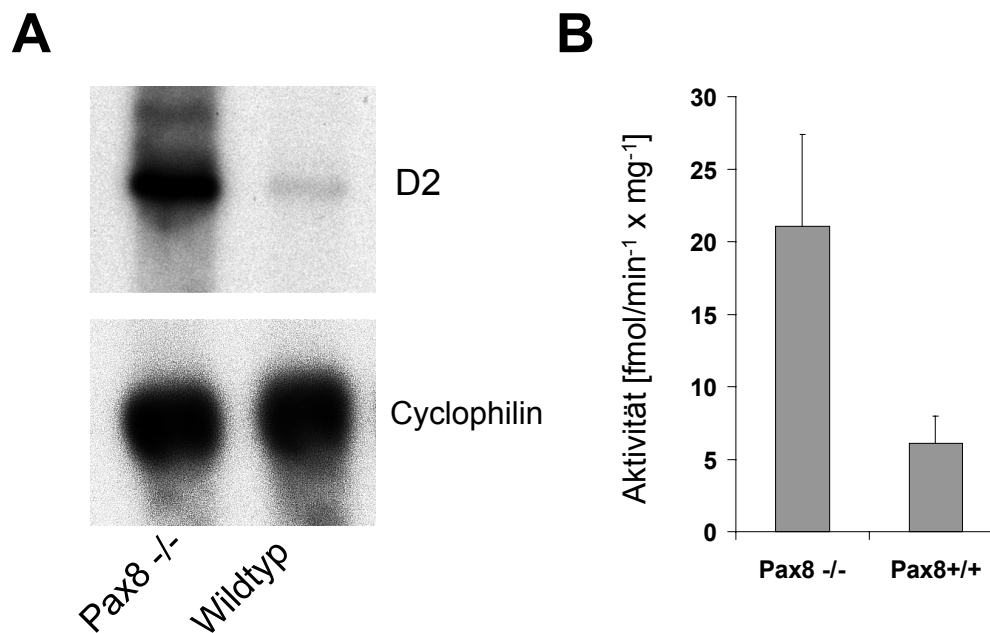 A
D2
Cyclophilin
Pax8 -/-
Wildtyp
B
Aktivität [fmol/min-1 x mg-1]
30
25
20
15
10
5
0
Pax8 -/-
Pax8+/+